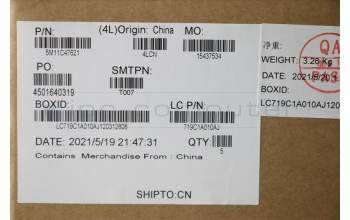 P/N:
(4L)Origin: China
MO:
5M11C47621
4LCN
15437534
PO:
SMTPN:
4501640319
T007
BOXID:
LC P/N:
LC719C1A010AJ120312808
719C1A010AJ
DATE: 2021/5/19 21:47:31
QTY:
5
Contains Merchandise From : China
SHIPTO:CN
净重:
QA
WEIGHT: 3.26 Kg
DATE: 2021/5/20
BOXID:
LC719C1A010AJ120